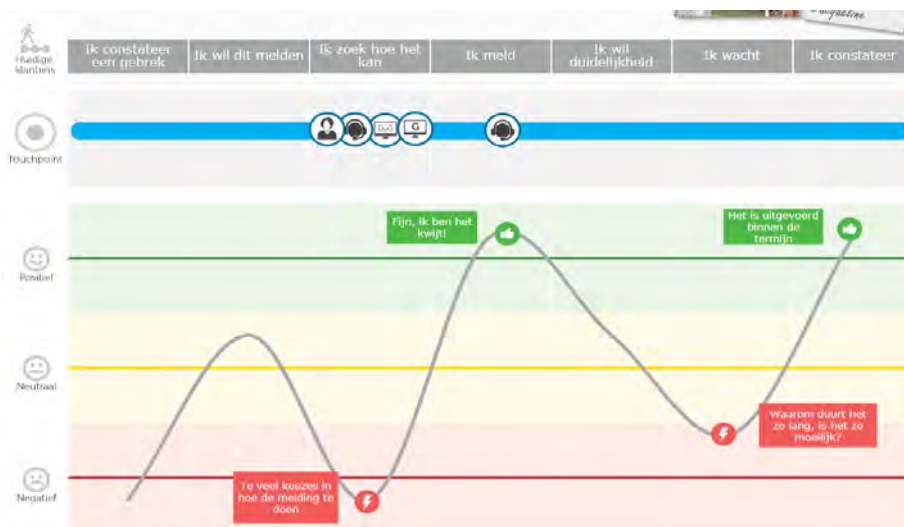 Jacqueline
Huidige
klantreis
Ik constateer
een gebrek
Ik wil dit melden
Ik zoek hoe het
kan
Ik meld
Ik wil
duidelijkheid
Ik wacht
Ik constateer
G
Touchpoint
Fijn, ik ben het
kwijt!
Het is uitgevoerd
binnen de
termijn
Positief
Neutraal
Waarom duurt het
zo lang, is het zo
moeilijk?
Te veel keuzes in
hoe de melding te
doen
Negatief